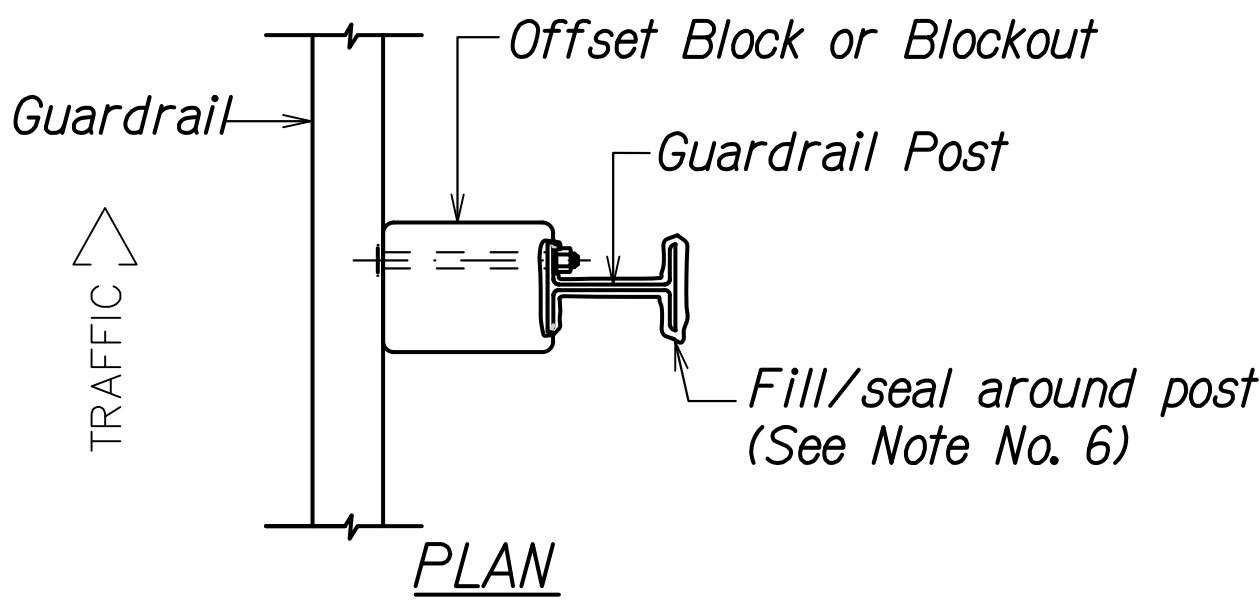 Offset Block or Blockout
Guardrail
Guardrail Post
TRAFFIC
Fill/seal around post
(See Note No. 6)
PLAN